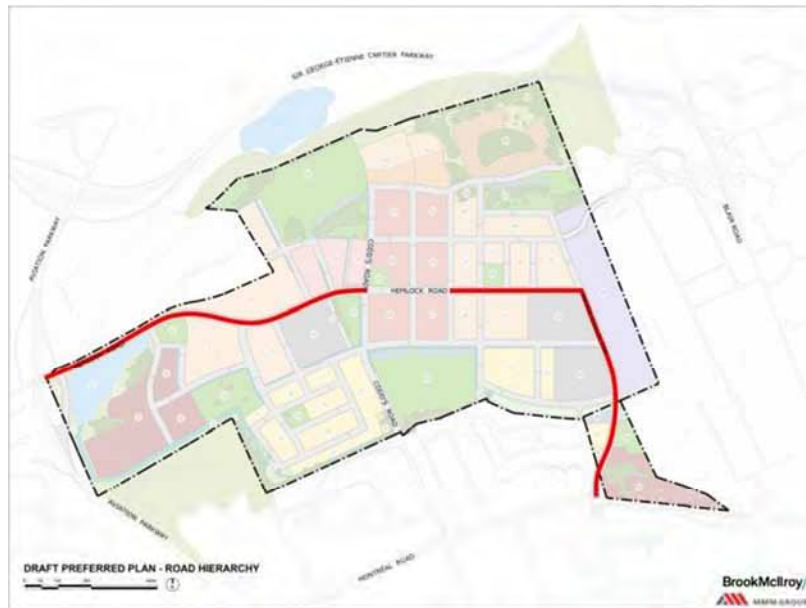 SIR GEORGE-ÉTIENNE CARTIER PARKWAY
AVIATION PARKWAY
BLAIR ROAD
CODD'S ROAD
HEMLOCK ROAD
CODD'S ROAD
AVIATION PARKWAY
MONTRÉAL ROAD
DRAFT PREFERRED PLAN - ROAD HIERARCHY
BrookMcIlroy/
MMM GROUP